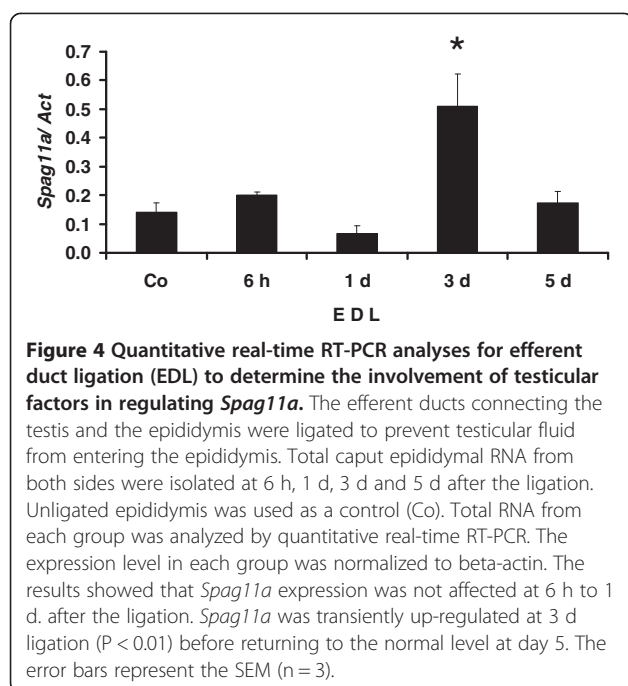 *
0.7
0.6
0.5
0.4
0.3
0.2
0.1
0.0
Spag11a/ Act
Co 6 h 1 d 3 d 5 d
E D L
Figure 4 Quantitative real-time RT-PCR analyses for efferent
duct ligation (EDL) to determine the involvement of testicular
factors in regulating Spag11a. The efferent ducts connecting the
testis and the epididymis were ligated to prevent testicular fluid
from entering the epididymis. Total caput epididymal RNA from
both sides were isolated at 6 h, 1 d, 3 d and 5 d after the ligation.
Unligated epididymis was used as a control (Co). Total RNA from
each group was analyzed by quantitative real-time RT-PCR. The
expression level in each group was normalized to beta-actin. The
results showed that Spag11a expression was not affected at 6 h to 1
d. after the ligation. Spag11a was transiently up-regulated at 3 d
ligation (P < 0.01) before returning to the normal level at day 5. The
error bars represent the SEM (n = 3).